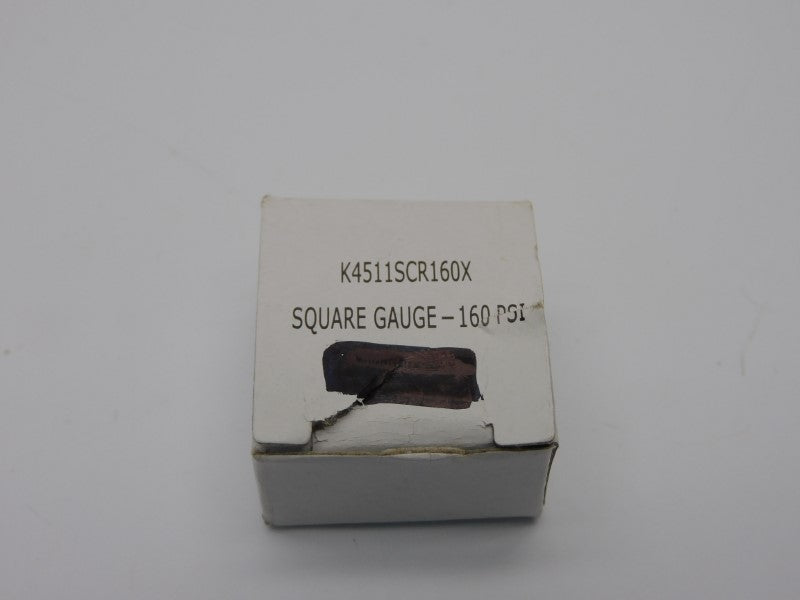 K4511SCR160X
SQUARE GAUGE – 160 PSI